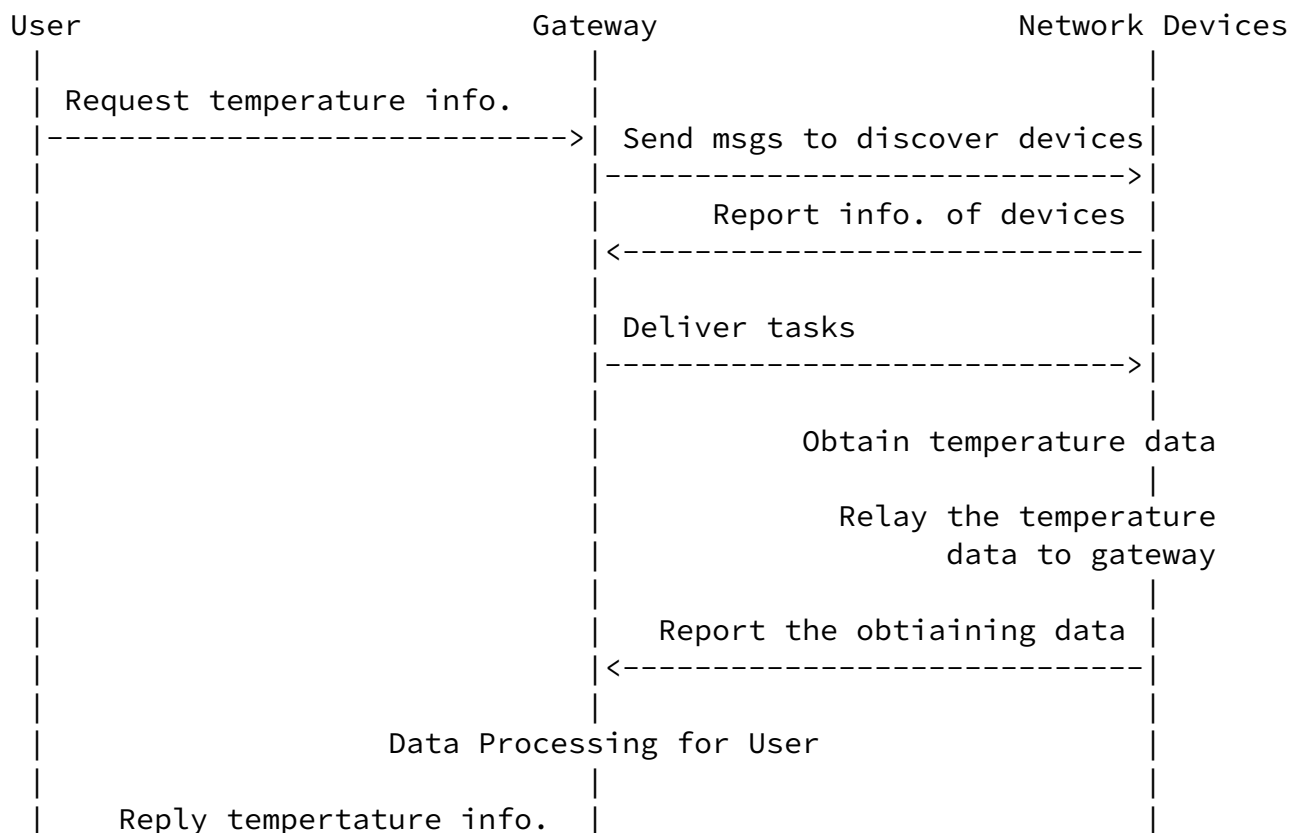 User Gateway Network Devices
Request temperature info.
Send msgs to discover devices
Report info. of devices
Deliver tasks
Obtain temperature data
Relay the temperature
data to gateway
Report the obtiaining data
Data Processing for User
Reply tempertature info.